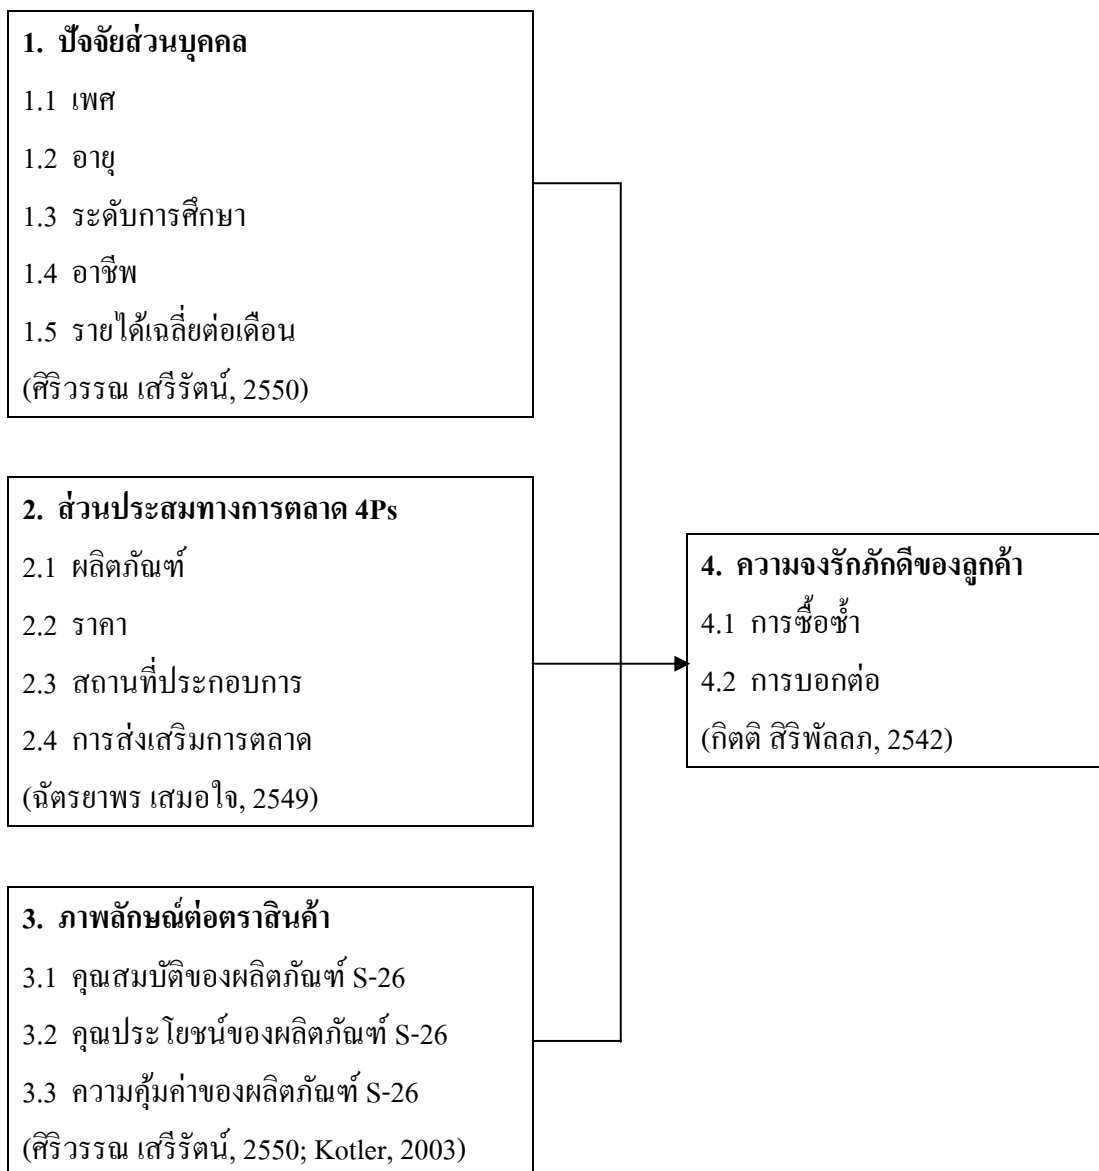 1. ปัจจัยส่วนบุคคล
1.1 เพศ
1.2 อายุ
1.3 ระดับการศึกษา
1.4 อาชีพ
1.5 รายได้เฉลี่ยต่อเดือน
(ศิริวรรณ เสรีรัตน์, 2550)
2. ส่วนประสมทางการตลาด 4Ps
2.1 ผลิตภัณฑ์
2.2 ราคา
2.3 สถานที่ประกอบการ
2.4 การส่งเสริมการตลาด
(ฉัตรยาพร เสมอใจ, 2549)
3. ภาพลักษณ์ต่อตราสินค้า
3.1 คุณสมบัติของผลิตภัณฑ์ S-26
3.2 คุณประโยชน์ของผลิตภัณฑ์ S-26
3.3 ความคุ้มค่าของผลิตภัณฑ์ S-26
(ศิริวรรณ เสรีรัตน์, 2550; Kotler, 2003)
4. ความจงรักภักดีของลูกค้า
4.1 การซื้อซ้ำ
4.2 การบอกต่อ
(กิตติ สิริพัลลภ, 2542)